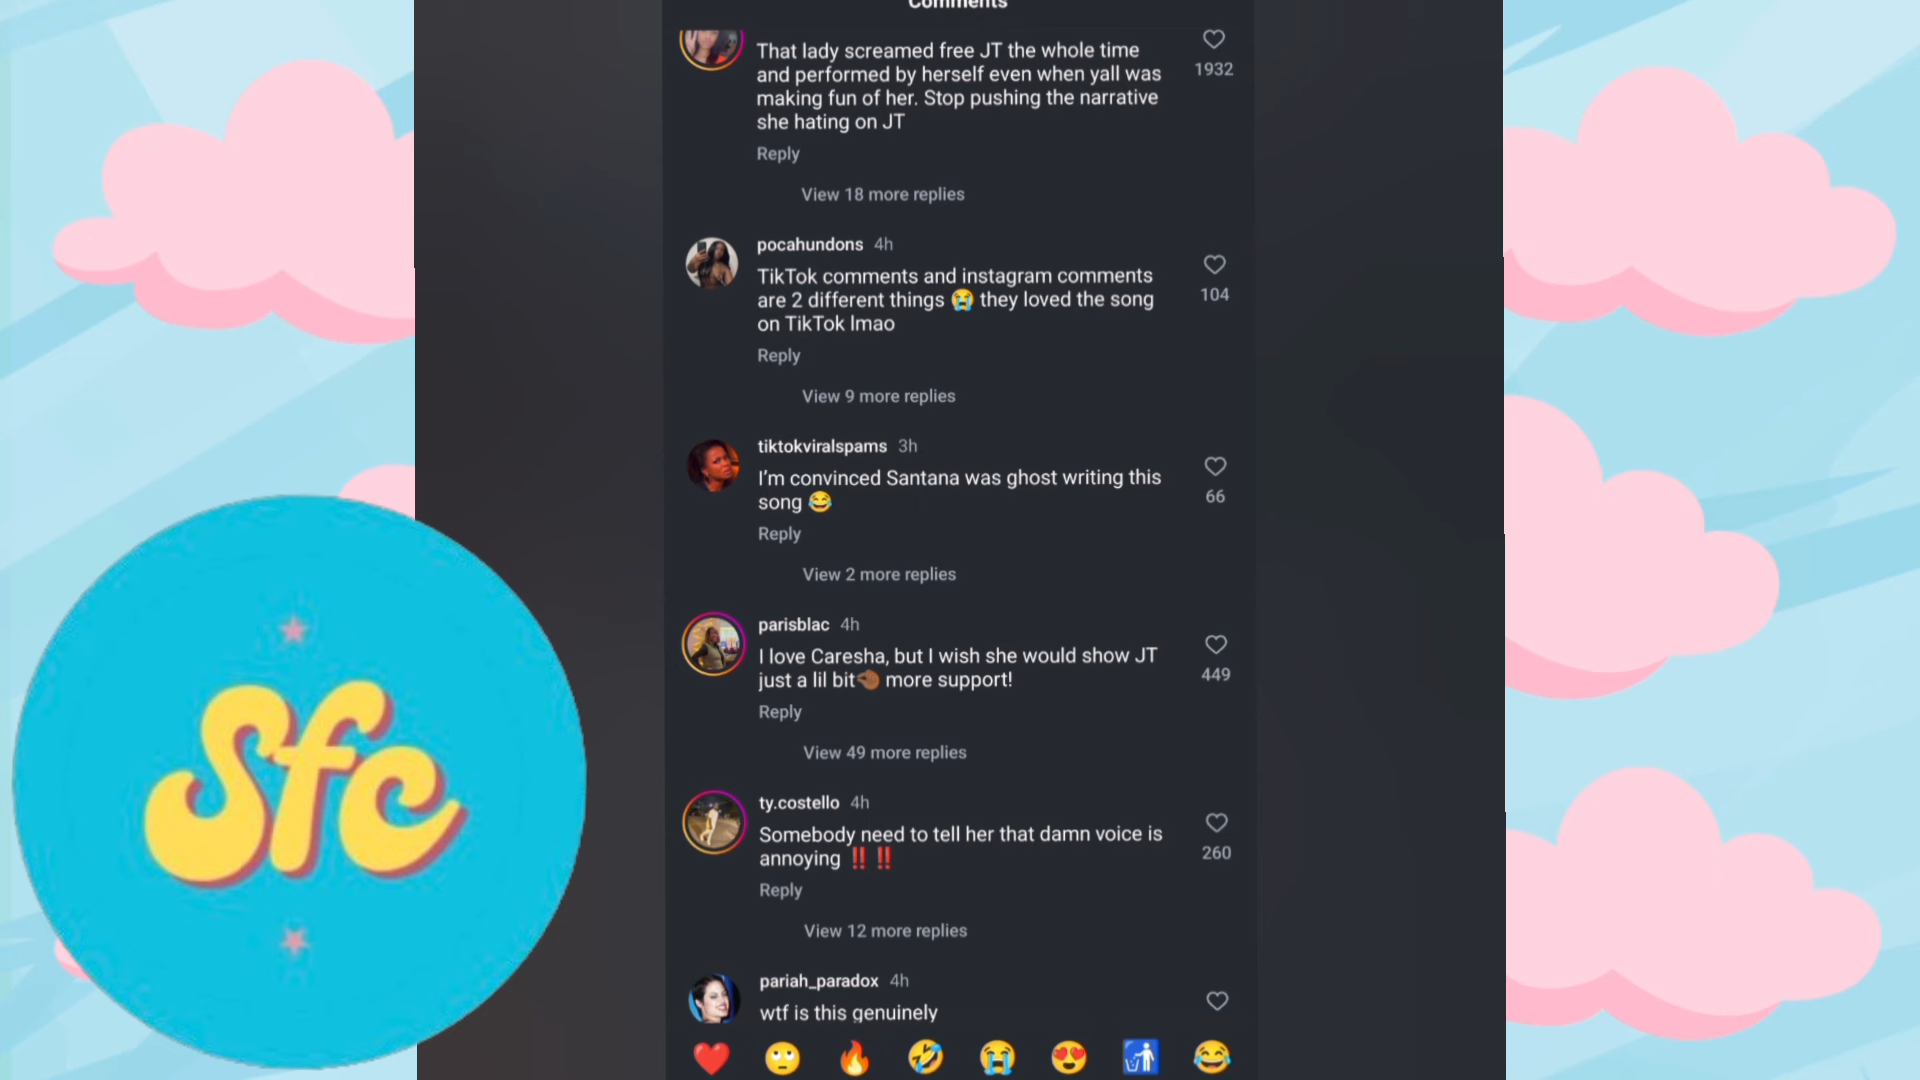 Comments
That lady screamed free JT the whole time
and performed by herself even when yall was
making fun of her. Stop pushing the narrative
she hating on JT
1932
Reply
View 18 more replies
pocahundons 4h
TikTok comments and instagram comments
are 2 different things 😭 they loved the song
on TikTok lmao
104
Reply
View 9 more replies
tiktokviralspams 3h
I'm convinced Santana was ghost writing this
song 😂
66
Reply
View 2 more replies
parisblac 4h
I love Caresha, but I wish she would show JT
just a lil bit🤏🏾 more support!
449
Reply
View 49 more replies
ty.costello 4h
Somebody need to tell her that damn voice is
annoying ‼️ ‼️
260
Reply
View 12 more replies
pariah_paradox 4h
wtf is this genuinely
Sfc